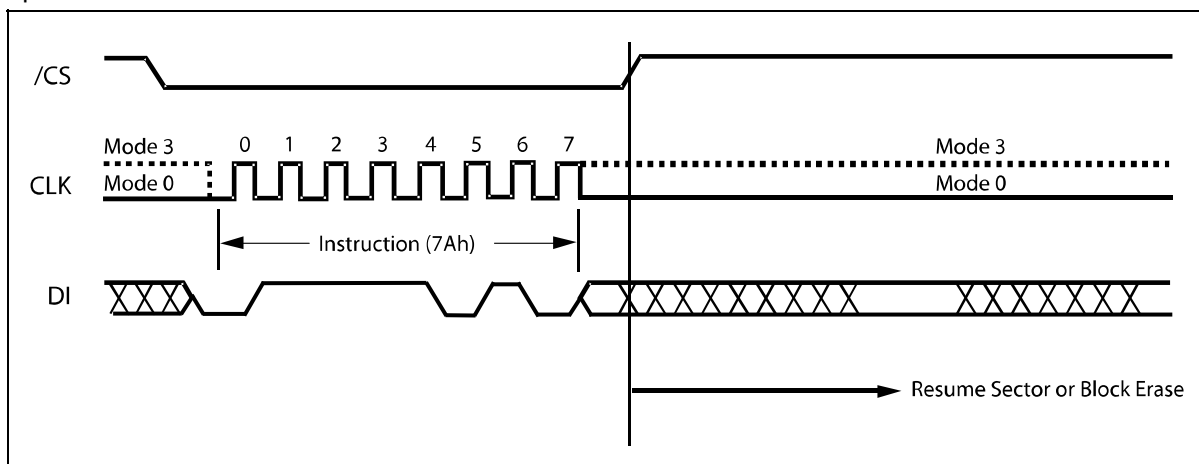 /CS
Mode 3
0 1 2 3 4 5 6 7
Mode 3
CLK
Mode 0
Mode 0
Instruction (7Ah)
DI
Resume Sector or Block Erase